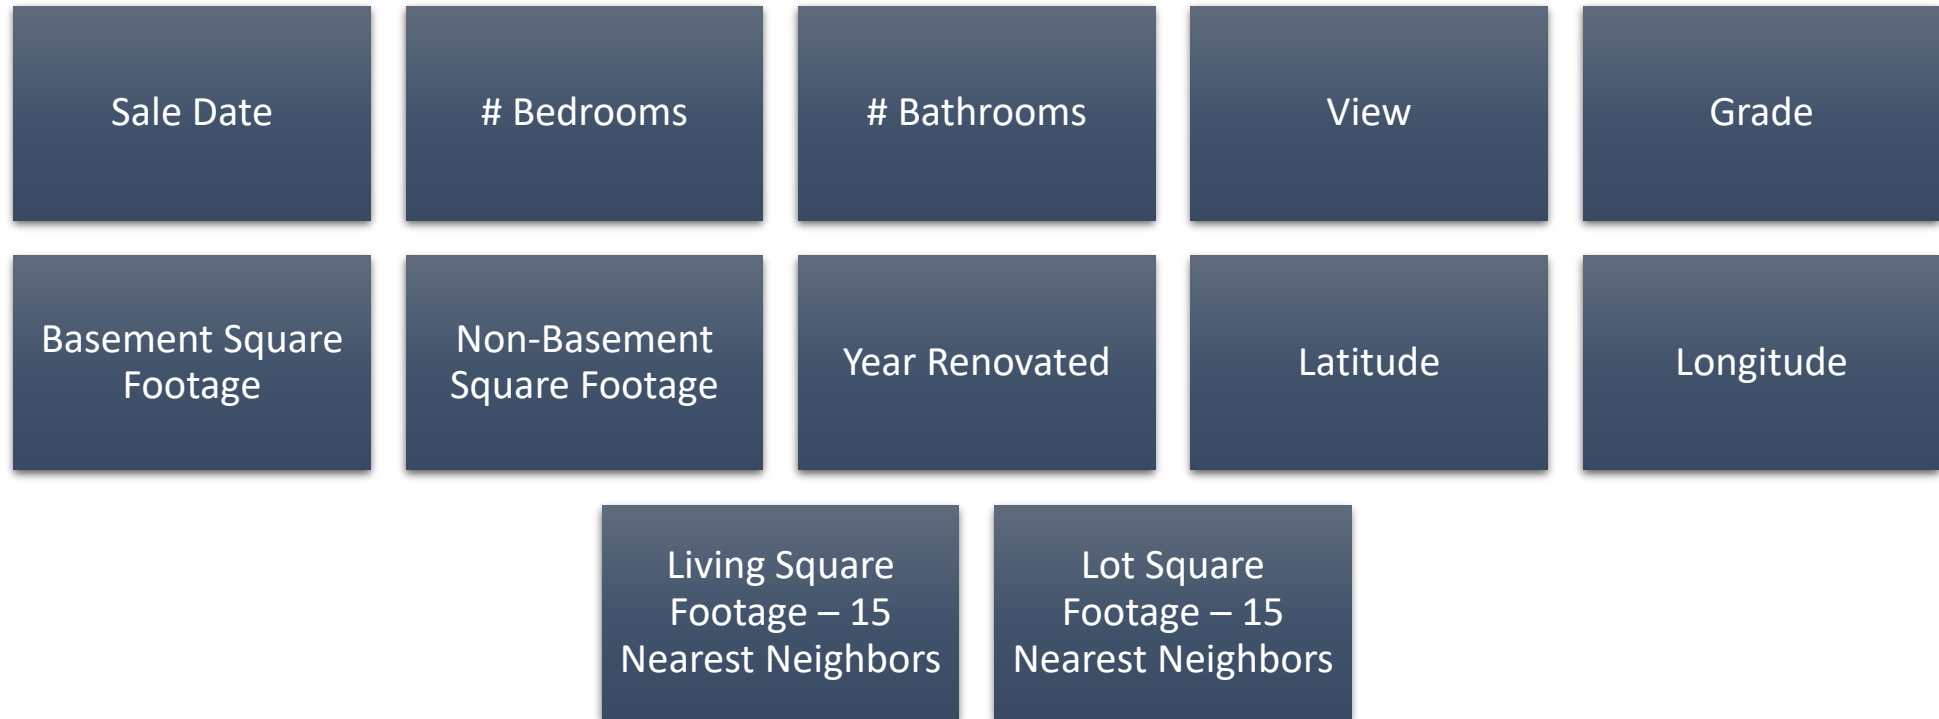 Sale Date
# Bedrooms
# Bathrooms
View
Grade
Basement Square
Footage
Non-Basement
Square Footage
Year Renovated
Latitude
Longitude
Living Square
Footage – 15
Nearest Neighbors
Lot Square
Footage – 15
Nearest Neighbors